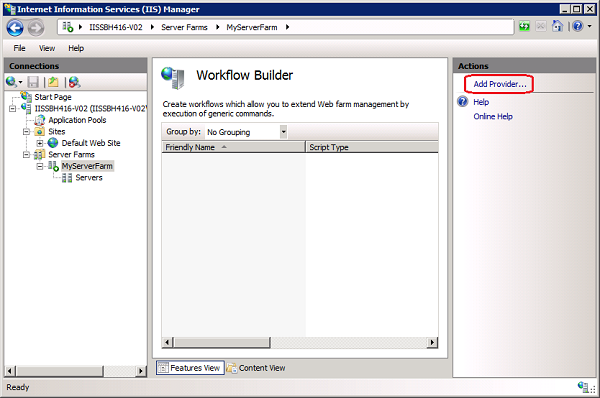 Internet Information Services (IIS) Manager
IISSBH416-V02 Server Farms MyServerFarm
File View Help
Connections
Start Page
IISSBH416-V02 (IISSBH416-V02\
Application Pools
Sites
Default Web Site
Server Farms
MyServerFarm
Servers
Workflow Builder
Create workflows which allow you to extend Web farm management by
execution of generic commands.
Group by: No Grouping
Friendly Name Script Type
Features View Content View
Actions
Add Provider...
Help
Online Help
Ready